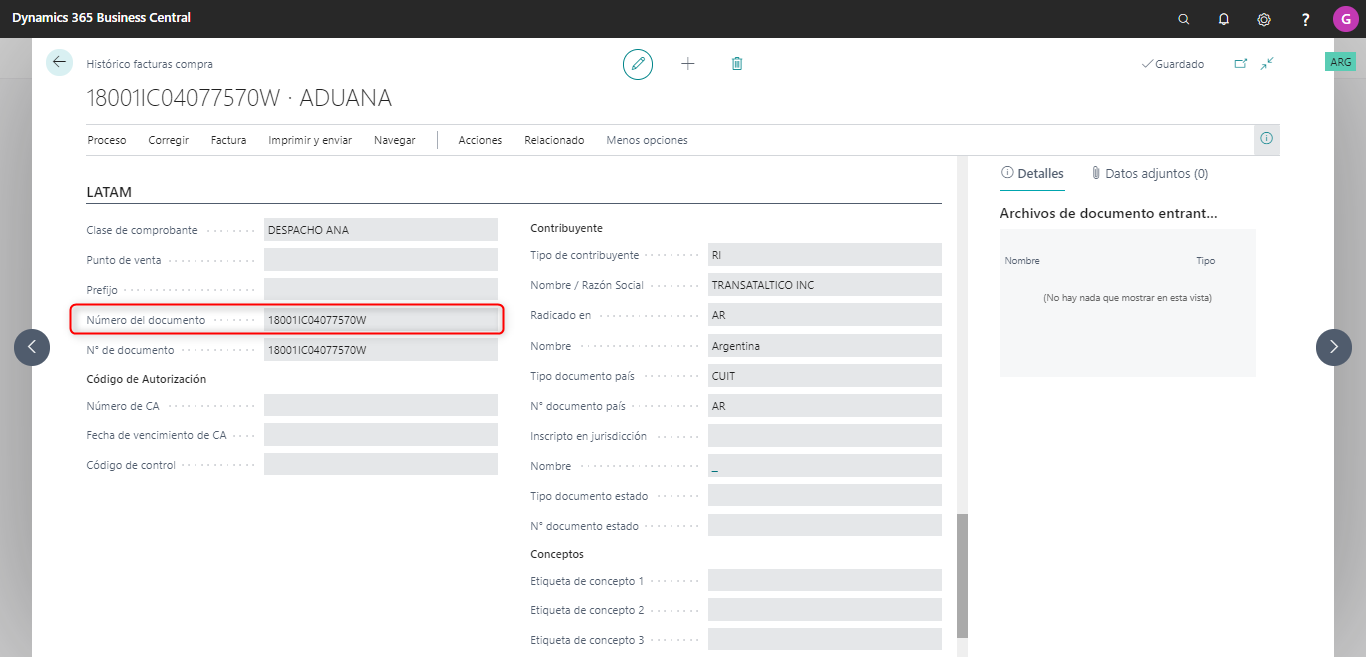 Dynamics 365 Business Central
?
G
Histórico facturas compra
Guardado
ARG
18001IC04077570W · ADUANA
Proceso Corregir Factura Imprimir y enviar Navegar Acciones Relacionado Menos opciones
LATAM
Clase de comprobante DESPACHO ANA
Punto de venta
Prefijo
Número del documento 18001IC04077570W
N° de documento 18001IC04077570W
Código de Autorización
Número de CA
Fecha de vencimiento de CA
Código de control
Contribuyente
Tipo de contribuyente RI
Nombre / Razón Social TRANSATALTICO INC
Radicado en AR
Nombre Argentina
Tipo documento país CUIT
N° documento país AR
Inscripto en jurisdicción
Nombre _
Tipo documento estado
N° documento estado
Conceptos
Etiqueta de concepto 1
Etiqueta de concepto 2
Etiqueta de concepto 3
Detalles Datos adjuntos (0)
Archivos de documento entrant...
Nombre Tipo
(No hay nada que mostrar en esta vista)